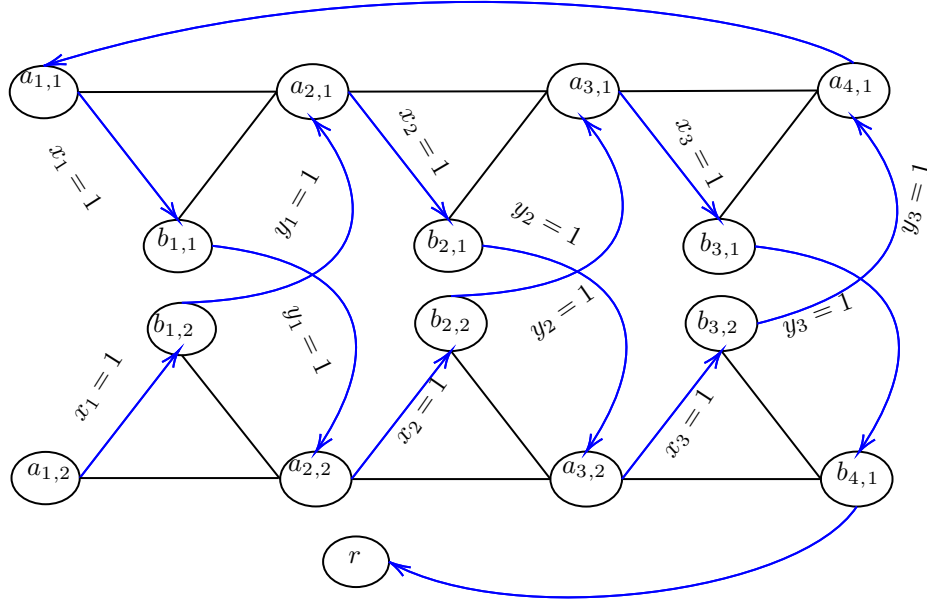 a_{1,1}
a_{2,1}
a_{3,1}
a_{4,1}
x_1 = 1
x_2 = 1
x_3 = 1
y_1 = 1
y_2 = 1
y_3 = 1
b_{1,1}
b_{2,1}
b_{3,1}
b_{1,2}
y_1 = 1
b_{2,2}
y_2 = 1
b_{3,2}
y_3 = 1
x_1 = 1
x_2 = 1
x_3 = 1
a_{1,2}
a_{2,2}
a_{3,2}
b_{4,1}
r